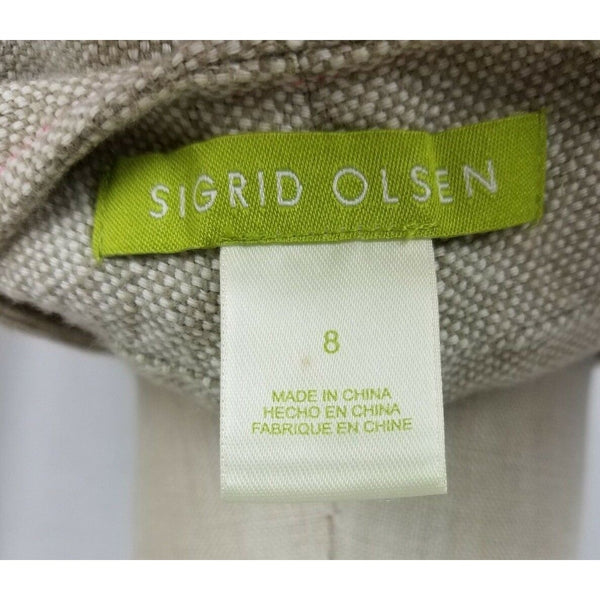 SIGRID OLSEN
8
MADE IN CHINA
HECHO EN CHINA
FABRIQUE EN CHINE